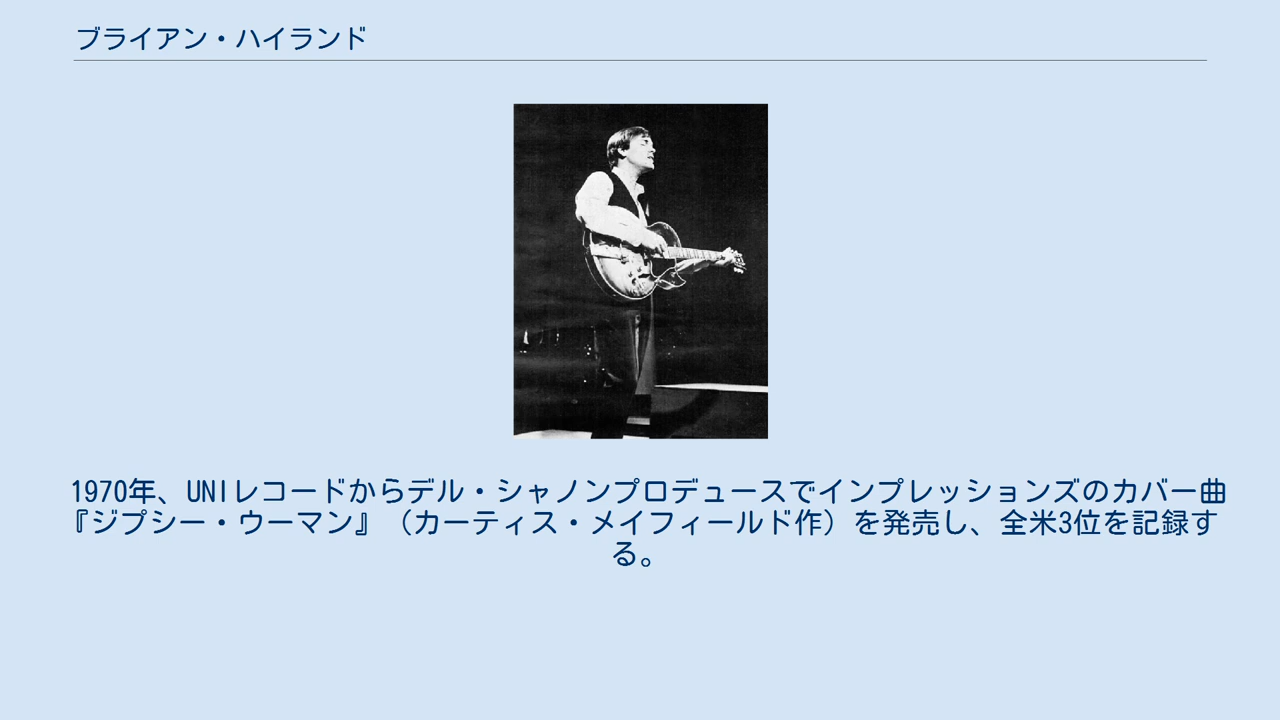 ブライアン・ハイランド
1970年、UNIレコードからデル・シャノンプロデュースでインプレッションズのカバー曲
『ジプシー・ウーマン』（カーティス・メイフィールド作）を発売し、全米3位を記録す
る。